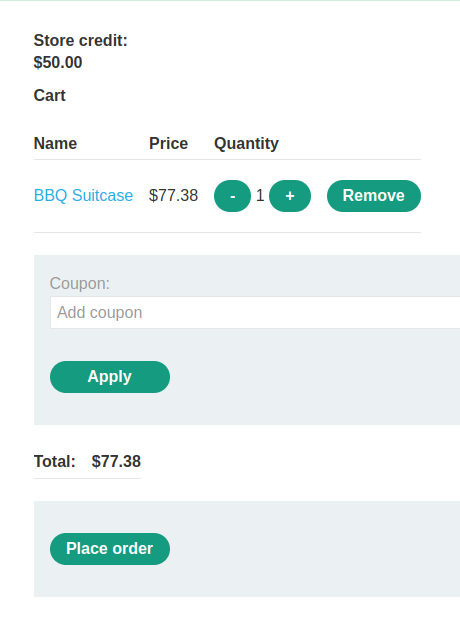 Store credit:
$50.00
Cart
Name Price Quantity
BBQ Suitcase $77.38 - 1 + Remove
Coupon:
Add coupon
Apply
Total: $77.38
Place order